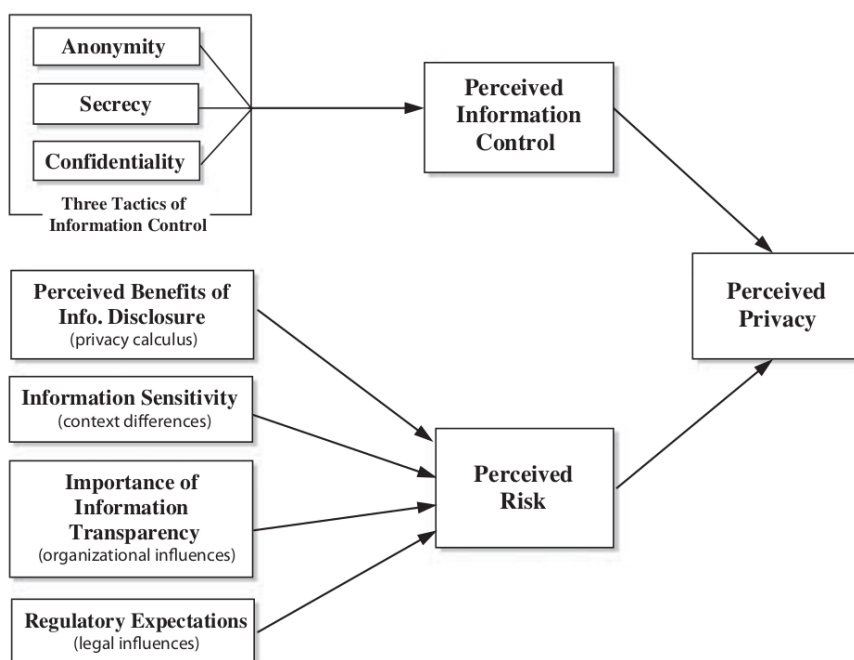 Anonymity
Secrecy
Confidentiality
Three Tactics of
Information Control
Perceived
Information
Control
Perceived Benefits of
Info. Disclosure
(privacy calculus)
Information Sensitivity
(context differences)
Importance of
Information
Transparency
(organizational influences)
Regulatory Expectations
(legal influences)
Perceived
Risk
Perceived
Privacy